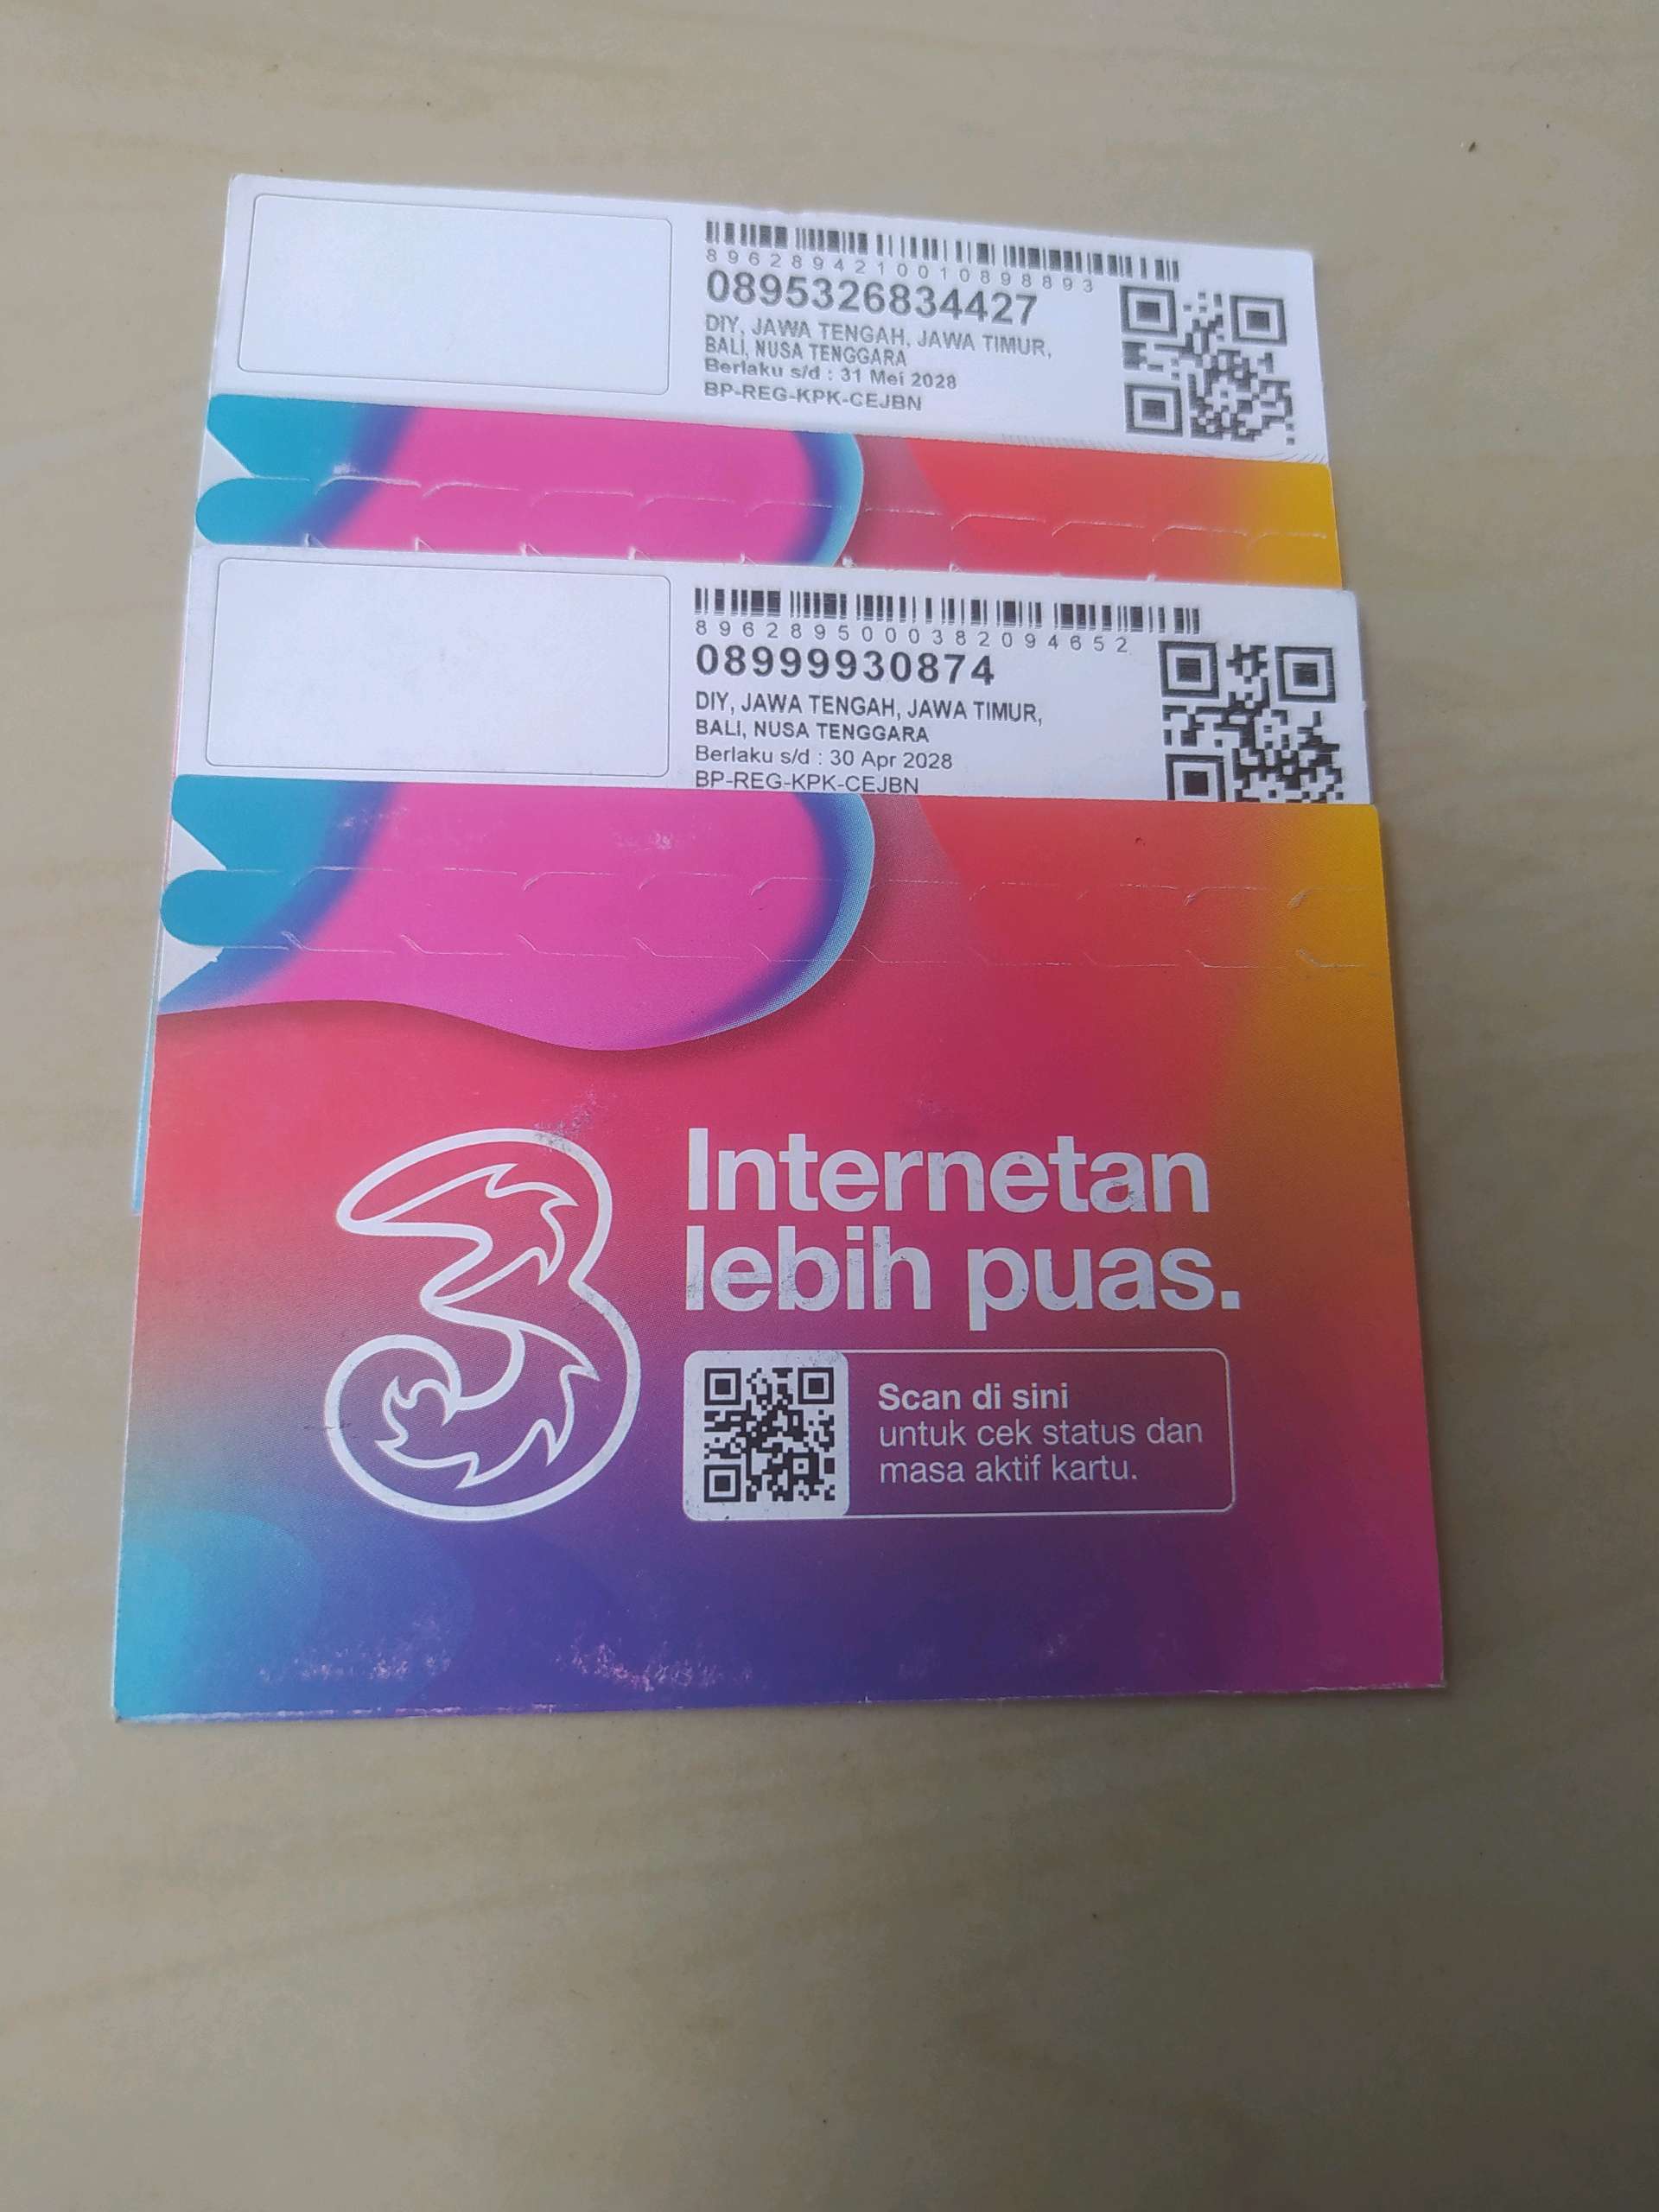 8962894210010898893
0895326834427
DIY, JAWA TENGAH, JAWA TIMUR,
BALI, NUSA TENGGARA
Berlaku s/d : 31 Mei 2028
BP-REG-KPK-CEJBN
8962895000382094652
08999930874
DIY, JAWA TENGAH, JAWA TIMUR,
BALI, NUSA TENGGARA
Berlaku s/d : 30 Apr 2028
BP-REG-KPK-CEJBN
3
Internetan
lebih puas.
Scan di sini
untuk cek status dan
masa aktif kartu.